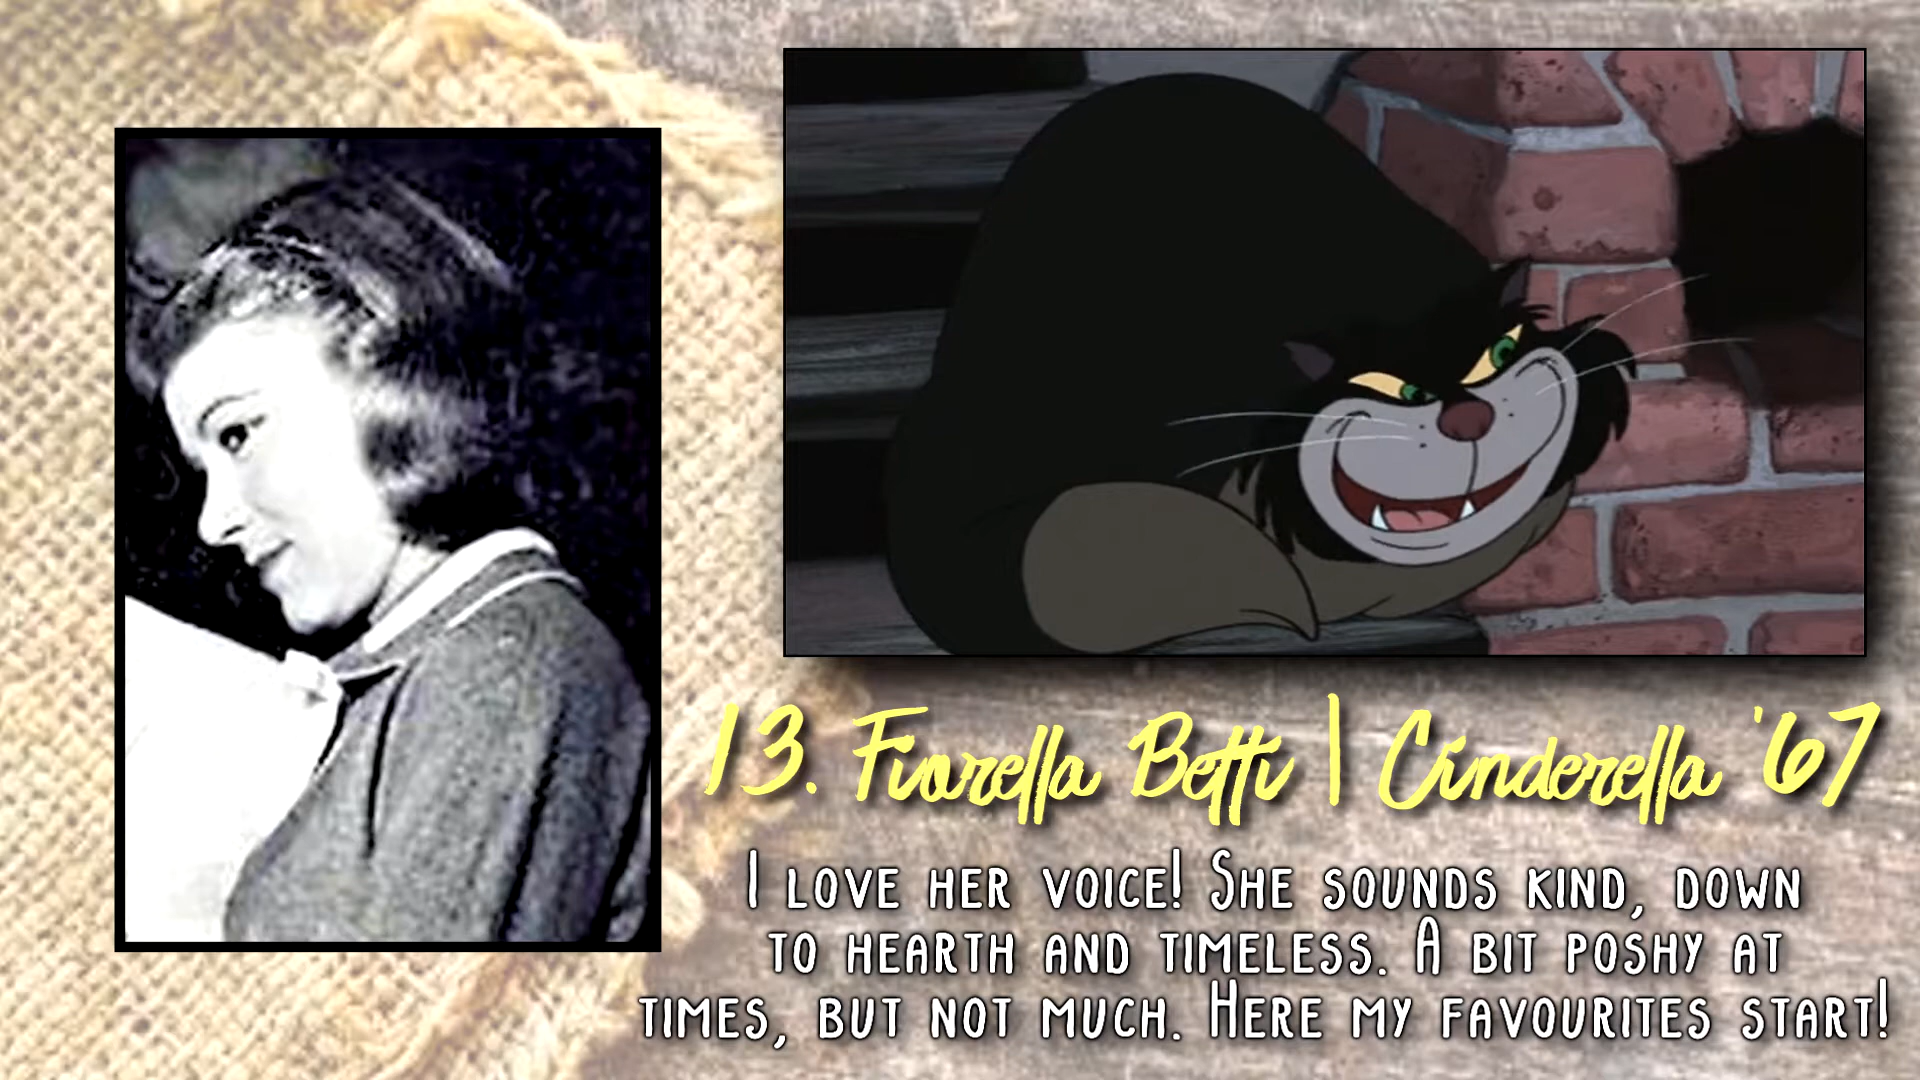 13. Fiorella Betti | Cinderella '67
I love her voice! She sounds kind, down
to hearth and timeless. A bit poshy at
times, but not much. Here my favourites start!